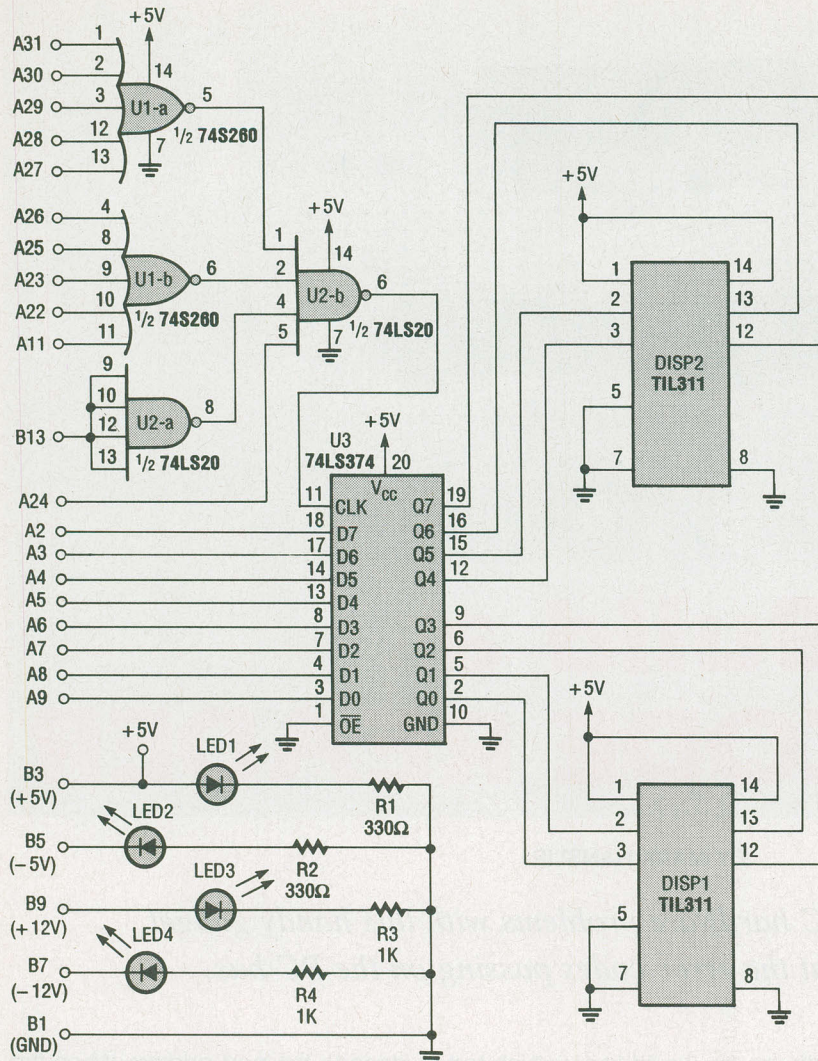 +5V
A31
1
A30
2
14
A29
3
U1-a
5
A28
12
7
½ 74S260
A27
13
A26
4
A25
8
A23
9
U1-b
6
A22
10
½ 74S260
A11
11
+5V
1
14
2
U2-b
6
4
5
7
½ 74LS20
9
10
B13
12
U2-a
8
13
½ 74LS20
A24
+5V
U3
74LS374
20
VCC
11
CLK
Q7
19
A2
18
D7
Q6
16
A3
17
D6
Q5
15
A4
14
D5
Q4
12
A5
13
D4
A6
8
D3
Q3
9
A7
7
D2
Q2
6
A8
4
D1
Q1
5
A9
3
D0
Q0
2
1
OE
GND
10
+5V
1
14
2
13
3
12
DISP2
TIL311
5
7
8
+5V
1
14
2
13
3
12
DISP1
TIL311
5
7
8
+5V
LED1
B3
(+5V)
R1
330Ω
LED2
B5
(−5V)
R2
330Ω
LED3
B9
(+12V)
R3
1K
LED4
B7
(−12V)
R4
1K
B1
(GND)